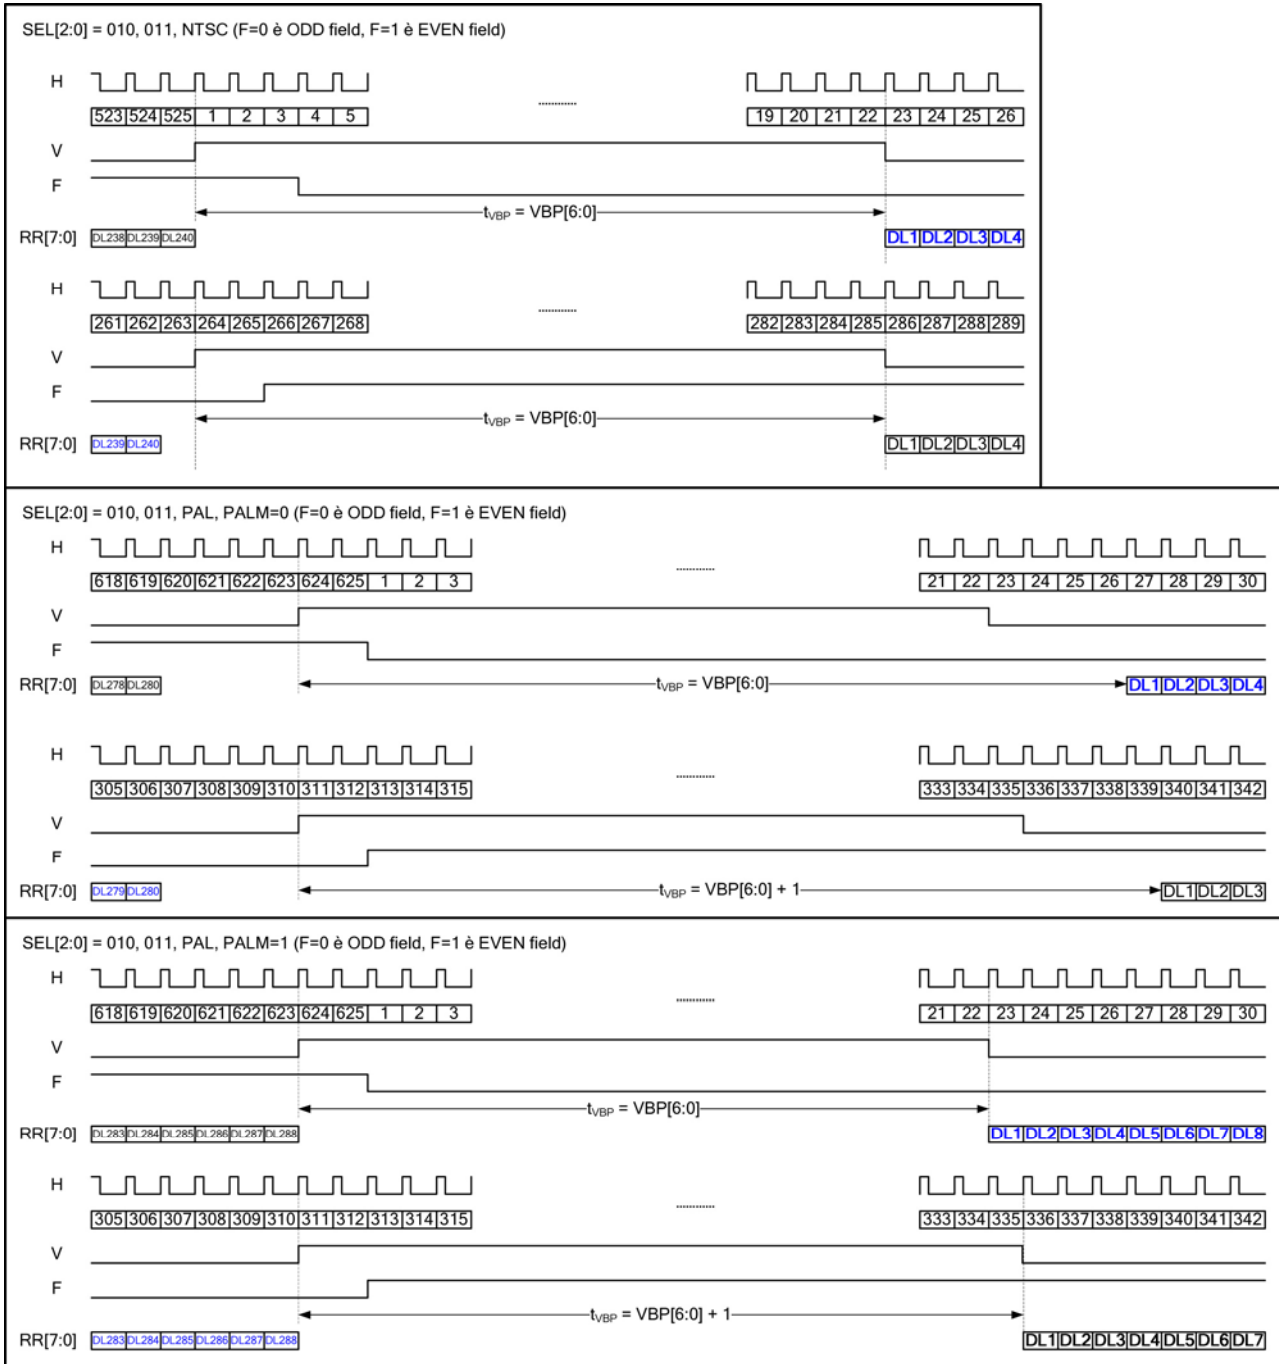 SEL[2:0] = 010, 011, NTSC (F=0 è ODD field, F=1 è EVEN field)
H
523 524 525 1 2 3 4 5 ............ 19 20 21 22 23 24 25 26
V
F
tVBP = VBP[6:0]
RR[7:0] DL238 DL239 DL240 DL1 DL2 DL3 DL4
H
261 262 263 264 265 266 267 268 ............ 282 283 284 285 286 287 288 289
V
F
tVBP = VBP[6:0]
RR[7:0] DL239 DL240 DL1 DL2 DL3 DL4
SEL[2:0] = 010, 011, PAL, PALM=0 (F=0 è ODD field, F=1 è EVEN field)
H
618 619 620 621 622 623 624 625 1 2 3 ............ 21 22 23 24 25 26 27 28 29 30
V
F
RR[7:0] DL278 DL280 tVBP = VBP[6:0] DL1 DL2 DL3 DL4
H
305 306 307 308 309 310 311 312 313 314 315 ............ 333 334 335 336 337 338 339 340 341 342
V
F
RR[7:0] DL279 DL280 tVBP = VBP[6:0] + 1 DL1 DL2 DL3
SEL[2:0] = 010, 011, PAL, PALM=1 (F=0 è ODD field, F=1 è EVEN field)
H
618 619 620 621 622 623 624 625 1 2 3 ............ 21 22 23 24 25 26 27 28 29 30
V
F
tVBP = VBP[6:0]
RR[7:0] DL283 DL284 DL285 DL286 DL287 DL288 DL1 DL2 DL3 DL4 DL5 DL6 DL7 DL8
H
305 306 307 308 309 310 311 312 313 314 315 ............ 333 334 335 336 337 338 339 340 341 342
V
F
tVBP = VBP[6:0] + 1
RR[7:0] DL283 DL284 DL285 DL286 DL287 DL288 DL1 DL2 DL3 DL4 DL5 DL6 DL7